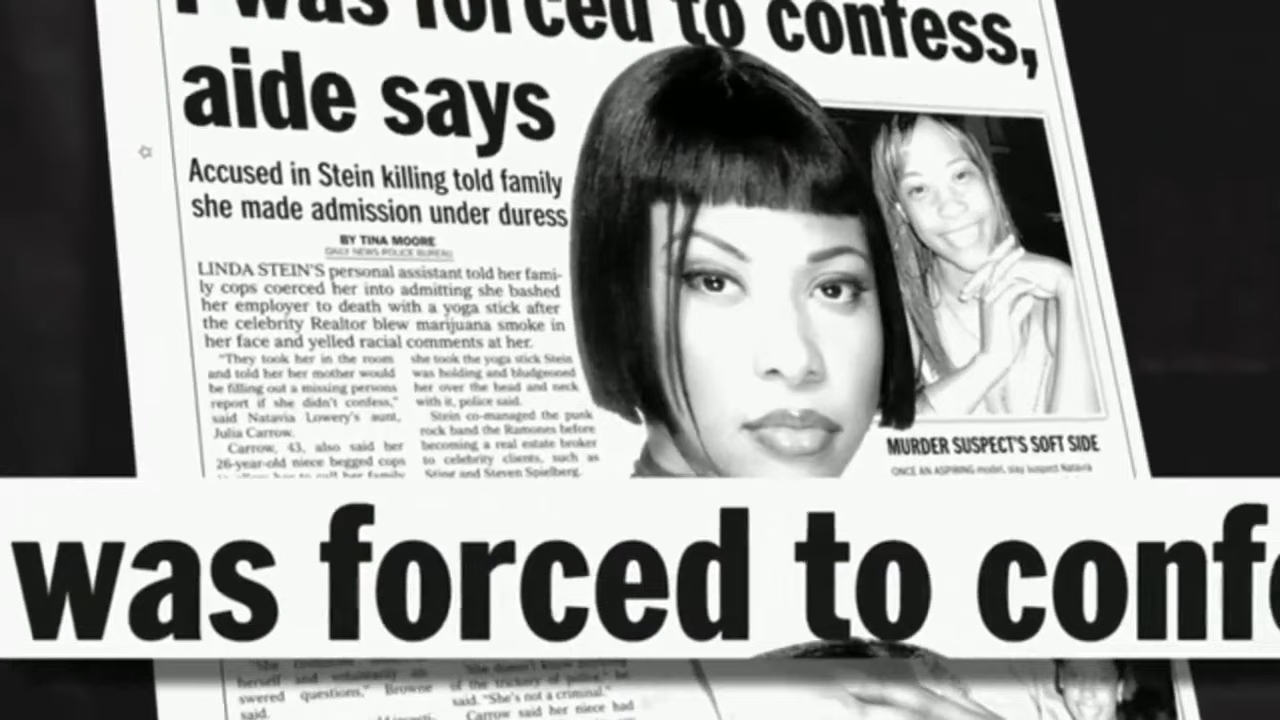 I was forced to confess,
aide says
Accused in Stein killing told family
she made admission under duress
BY TINA MOORE
DAILY NEWS POLICE BUREAU
LINDA STEIN'S personal assistant told her fami-
ly cops coerced her into admitting she bashed
her employer to death with a yoga stick after
the celebrity Realtor blew marijuana smoke in
her face and yelled racial comments at her.
"They took her in the room
and told her her mother would
be filling out a missing persons
report if she didn't confess,"
said Natavia Lowery's aunt,
Julia Carrow.
Carrow, 43, also said her
26-year-old niece begged cops
she took the yoga stick Stein
was holding and bludgeoned
her over the head and neck
with it, police said.
Stein co-managed the punk
rock band the Ramones before
becoming a real estate broker
to celebrity clients, such as
Sting and Steven Spielberg.
MURDER SUSPECT'S SOFT SIDE
ONCE AN ASPIRING model, slay suspect Natavia
was forced to confe
herself and voluntarily an-
swered questions," Browne
said.
"She doesn't know anything
of the trickery of police," he
said. "She's not a criminal."
Carrow said her niece had